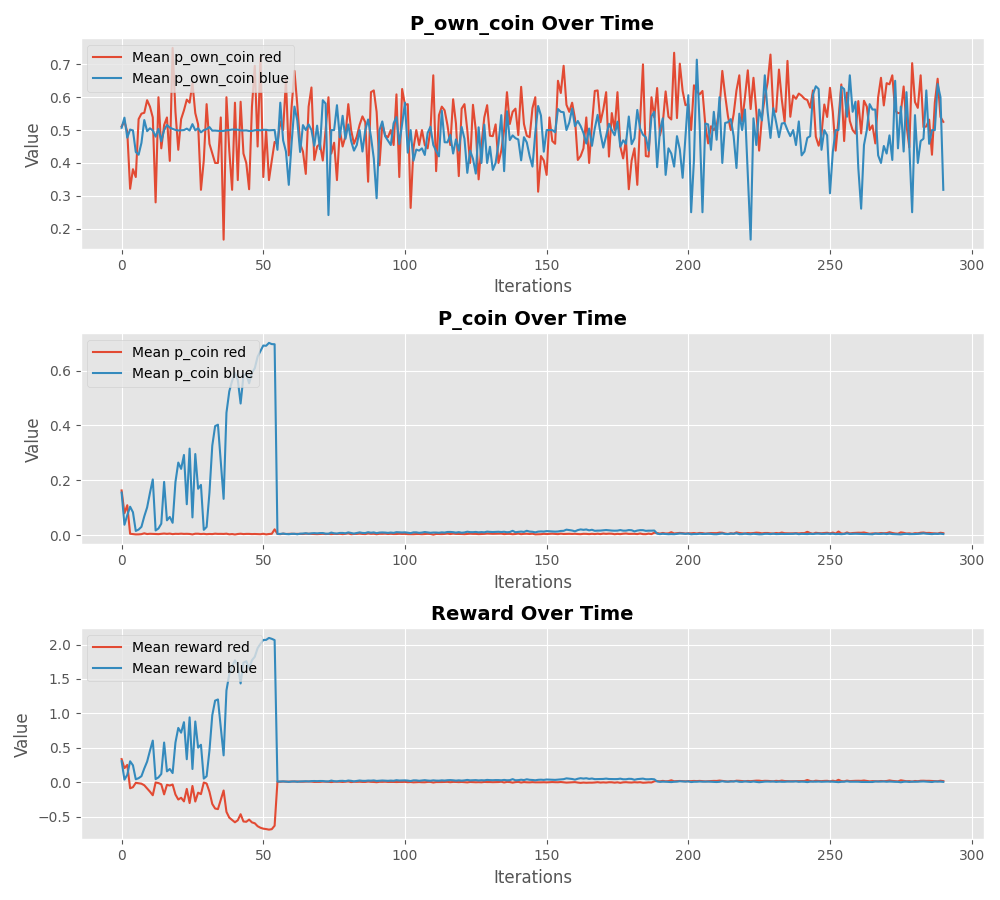 P_own_coin Over Time
Mean p_own_coin red
Mean p_own_coin blue
Value
0.7
0.6
0.5
0.4
0.3
0.2
0 50 100 150 200 250 300
Iterations
P_coin Over Time
Mean p_coin red
Mean p_coin blue
Value
0.6
0.4
0.2
0.0
0 50 100 150 200 250 300
Iterations
Reward Over Time
Mean reward red
Mean reward blue
Value
2.0
1.5
1.0
0.5
0.0
−0.5
0 50 100 150 200 250 300
Iterations